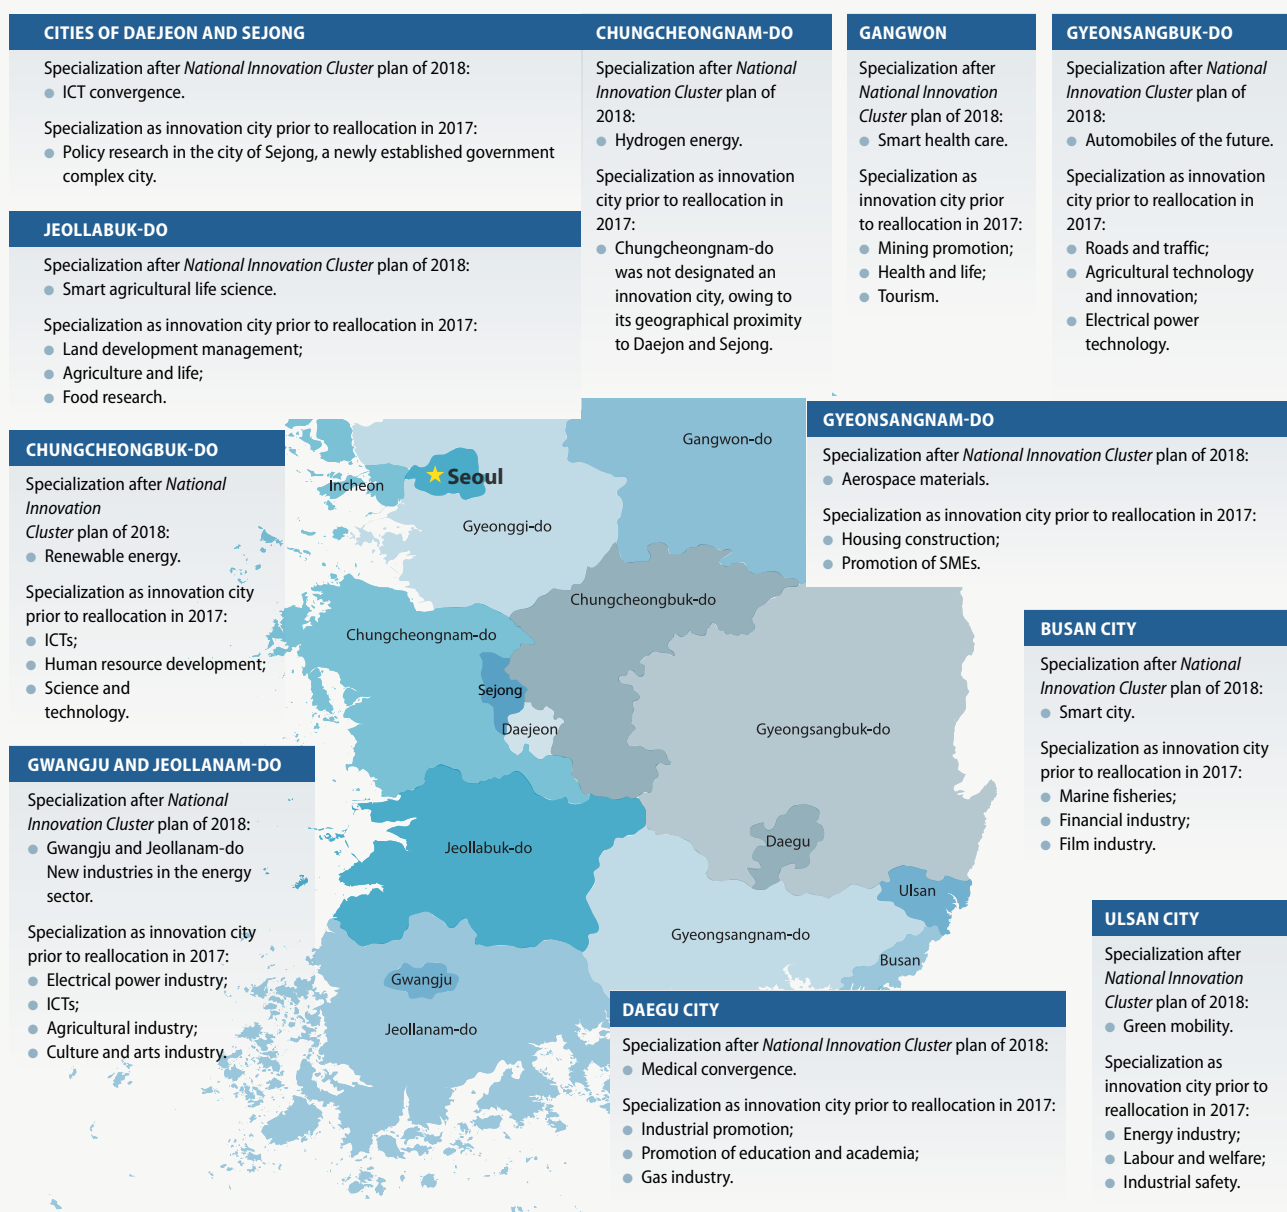 CITIES OF DAEJEON AND SEJONG
Specialization after National Innovation Cluster plan of 2018:
ICT convergence.
Specialization as innovation city prior to reallocation in 2017:
Policy research in the city of Sejong, a newly established government
complex city.
JEOLLABUK-DO
Specialization after National Innovation Cluster plan of 2018:
Smart agricultural life science.
Specialization as innovation city prior to reallocation in 2017:
Land development management;
Agriculture and life;
Food research.
CHUNGCHEONGNAM-DO
Specialization after National
Innovation Cluster plan of
2018:
Hydrogen energy.
Specialization as innovation
city prior to reallocation in
2017:
Chungcheongnam-do
was not designated an
innovation city, owing to
its geographical proximity
to Daejon and Sejong.
GANGWON
Specialization after
National Innovation
Cluster plan of 2018:
Smart health care.
Specialization as
innovation city prior
to reallocation in 2017:
Mining promotion;
Health and life;
Tourism.
GYEONSANGBUK-DO
Specialization after National
Innovation Cluster plan of
2018:
Automobiles of the future.
Specialization as innovation
city prior to reallocation in
2017:
Roads and traffic;
Agricultural technology
and innovation;
Electrical power
technology.
GYEONSANGNAM-DO
Specialization after National Innovation Cluster plan of 2018:
Aerospace materials.
Specialization as innovation city prior to reallocation in 2017:
Housing construction;
Promotion of SMEs.
CHUNGCHEONGBUK-DO
Specialization after National
Innovation
Cluster plan of 2018:
Renewable energy.
Specialization as innovation city
prior to reallocation in 2017:
ICTs;
Human resource development;
Science and
technology.
GWANGJU AND JEOLLANAM-DO
Specialization after National
Innovation Cluster plan of 2018:
Gwangju and Jeollanam-do
New industries in the energy
sector.
Specialization as innovation city
prior to reallocation in 2017:
Electrical power industry;
ICTs;
Agricultural industry;
Culture and arts industry.
Gangwon-do
Seoul
Incheon
Gyeonggi-do
Chungcheongbuk-do
Chungcheongnam-do
Sejong
Daejeon
Gyeongsangbuk-do
Jeollabuk-do
Daegu
Ulsan
Gyeongsangnam-do
Busan
Gwangju
Jeollanam-do
BUSAN CITY
Specialization after National
Innovation Cluster plan of 2018:
Smart city.
Specialization as innovation city
prior to reallocation in 2017:
Marine fisheries;
Financial industry;
Film industry.
ULSAN CITY
Specialization after
National Innovation
Cluster plan of 2018:
Green mobility.
Specialization as
innovation city prior to
reallocation in 2017:
Energy industry;
Labour and welfare;
Industrial safety.
DAEGU CITY
Specialization after National Innovation Cluster plan of 2018:
Medical convergence.
Specialization as innovation city prior to reallocation in 2017:
Industrial promotion;
Promotion of education and academia;
Gas industry.